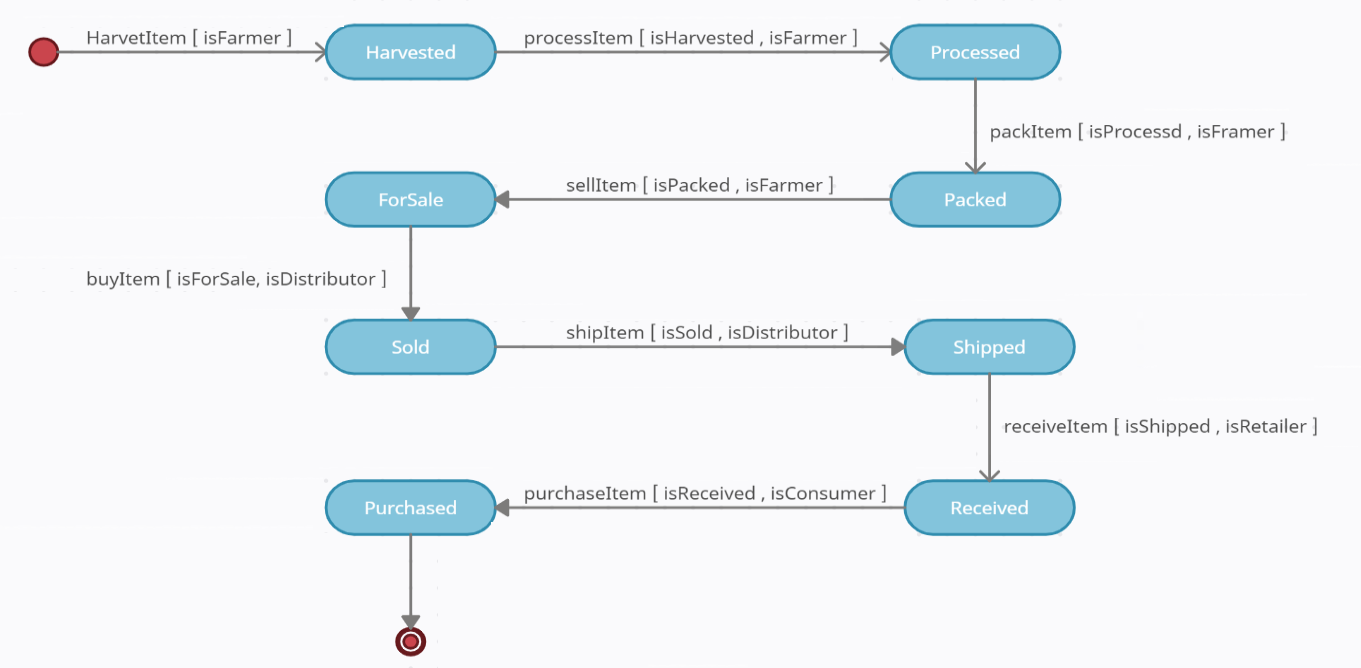 HarvetItem [ isFarmer ]
Harvested
processItem [ isHarvested , isFarmer ]
Processed
packItem [ isProcessd , isFramer ]
ForSale
sellItem [ isPacked , isFarmer ]
Packed
buyItem [ isForSale, isDistributor ]
Sold
shipItem [ isSold , isDistributor ]
Shipped
receiveItem [ isShipped , isRetailer ]
Purchased
purchaseItem [ isReceived , isConsumer ]
Received